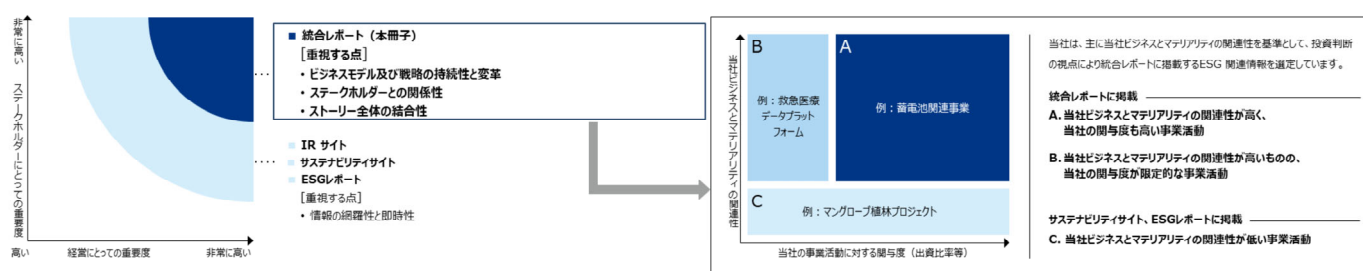 非常に高い
ステークホルダーにとっての重要度
高い
経営にとっての重要度
非常に高い
■ 統合レポート（本冊子）
［重視する点］
・ビジネスモデル及び戦略の持続性と変革
・ステークホルダーとの関係性
・ストーリー全体の結合性
IR サイト
サステナビリティサイト
ESGレポート
［重視する点］
・情報の網羅性と即時性
当社ビジネスとマテリアリティの関連性
B
例：救急医療
データプラット
フォーム
A
例：蓄電池関連事業
C
例：マングローブ植林プロジェクト
当社の事業活動に対する関与度（出資比率等）
当社は、主に当社ビジネスとマテリアリティの関連性を基準として、投資判断
の視点により統合レポートに掲載するESG 関連情報を選定しています。
統合レポートに掲載
A. 当社ビジネスとマテリアリティの関連性が高く、
当社の関与度も高い事業活動
B. 当社ビジネスとマテリアリティの関連性が高いものの、
当社の関与度が限定的な事業活動
サステナビリティサイト、ESGレポートに掲載
C. 当社ビジネスとマテリアリティの関連性が低い事業活動